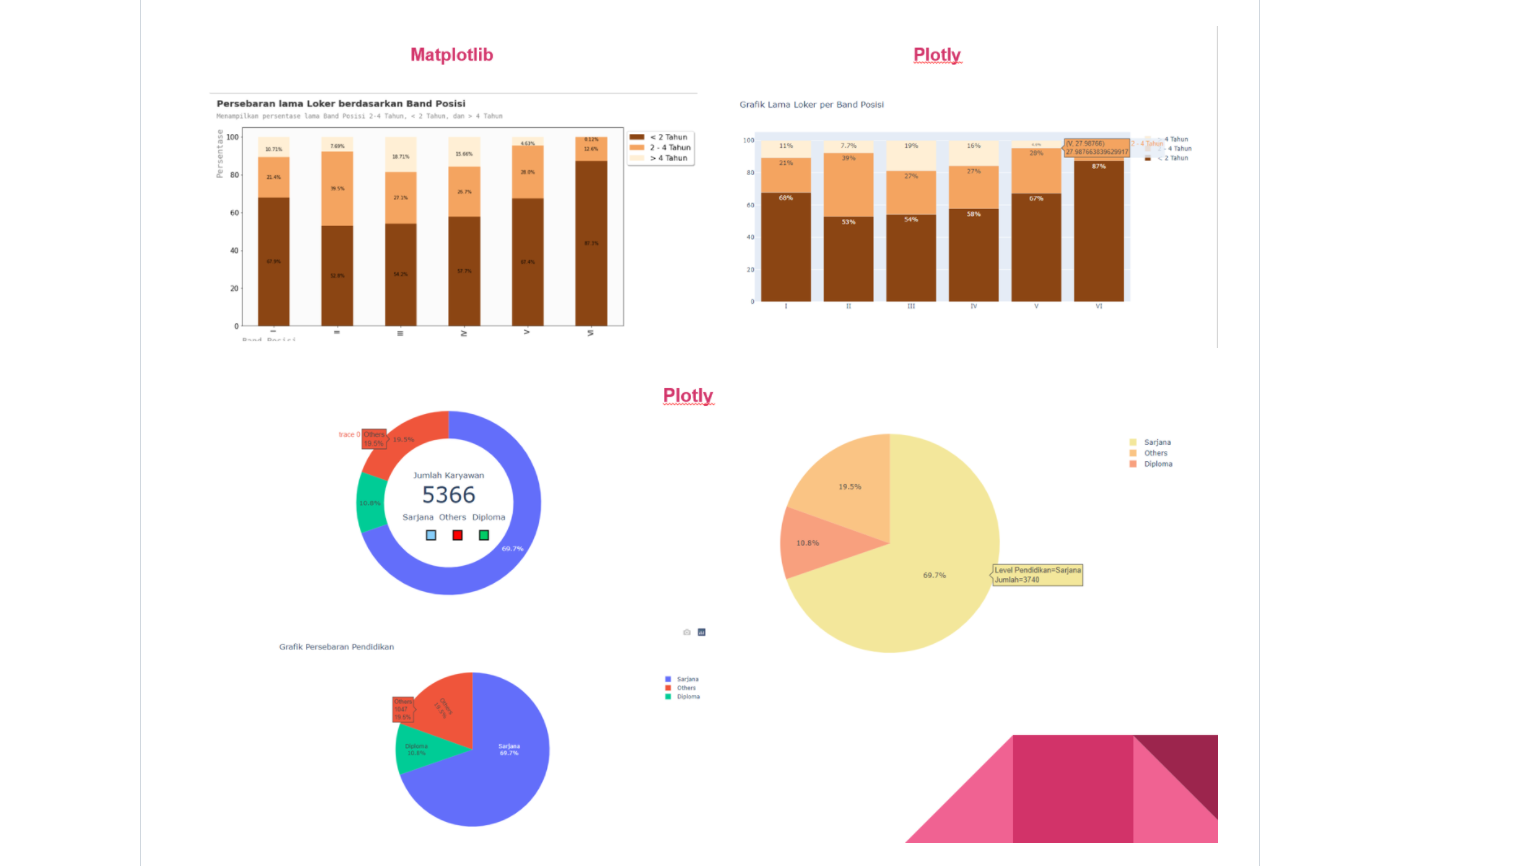 Matplotlib
Plotly
Persebaran lama Loker berdasarkan Band Posisi
Menampilkan persentase lama Band Posisi 2-4 Tahun, < 2 Tahun, dan > 4 Tahun
Persentase
100
80
60
40
20
0
10.71%
7.69%
18.71%
15.66%
4.63%
21.4%
39.5%
27.1%
26.7%
28.0%
12.6%
67.9%
52.8%
54.2%
57.7%
67.4%
87.2%
I
II
III
IV
V
VI
Band Posisi
< 2 Tahun
2 - 4 Tahun
> 4 Tahun
Grafik Lama Loker per Band Posisi
100
80
60
40
20
0
11%
7.7%
19%
16%
21%
39%
27%
27%
28%
68%
53%
54%
58%
67%
87%
I
II
III
IV
V
VI
(V, 27.98766)
2 - 4 Tahun
4 Tahun
- 4 Tahun
< 2 Tahun
Plotly
trace 0
Others
19.5%
19.5%
10.8%
69.7%
Jumlah Karyawan
5366
Sarjana Others Diploma
19.5%
10.8%
69.7%
Level Pendidikan=Sarjana
Jumlah=3740
Sarjana
Others
Diploma
Grafik Persebaran Pendidikan
Others
19.5%
Others
19.5%
Diploma
10.8%
Sarjana
69.7%
Sarjana
Others
Diploma